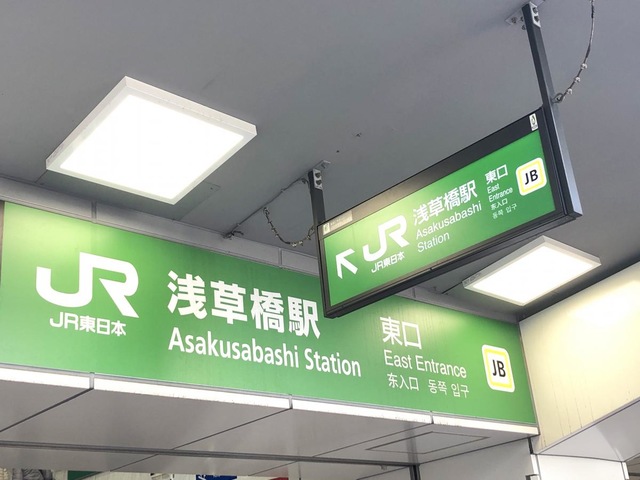 JR
JR東日本
浅草橋駅
Asakusabashi Station
東口
East Entrance
东入口 동쪽 입구
JB
JR
JR東日本
浅草橋駅
Asakusabashi
Station
東口
East
Entrance
东入口
동쪽 입구
JB